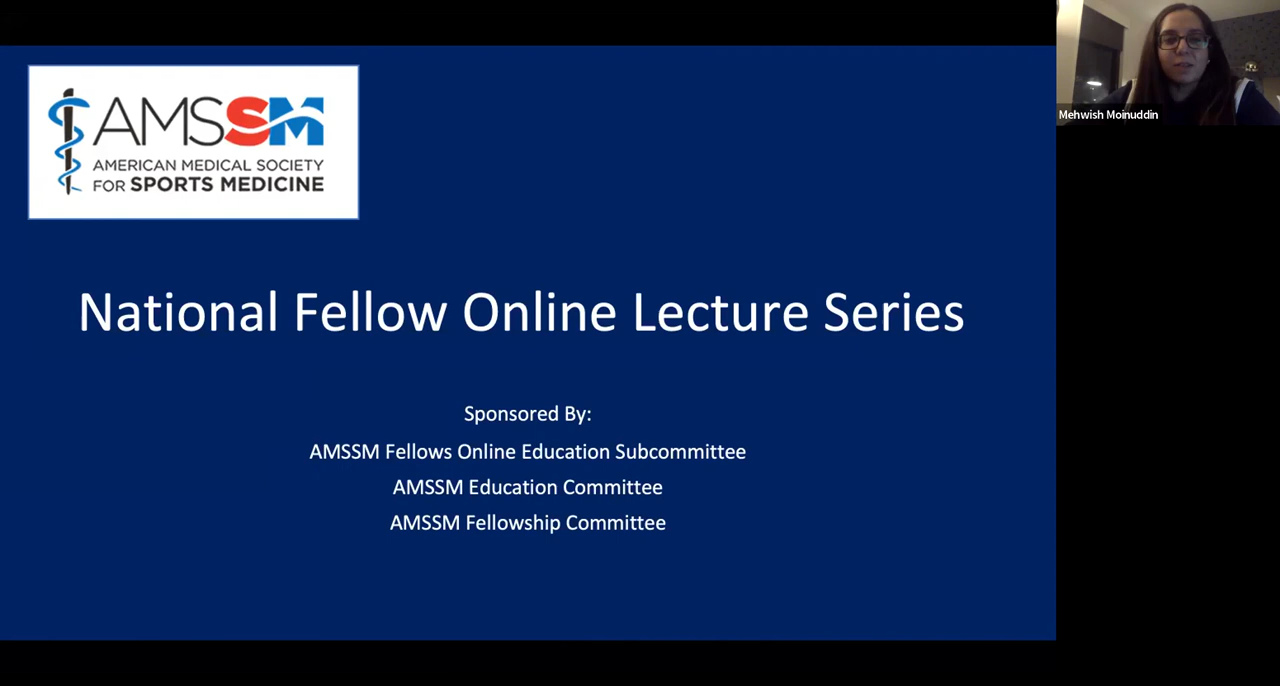 AMSSM
AMERICAN MEDICAL SOCIETY
FOR SPORTS MEDICINE
Mehwish Moinuddin
National Fellow Online Lecture Series
Sponsored By:
AMSSM Fellows Online Education Subcommittee
AMSSM Education Committee
AMSSM Fellowship Committee